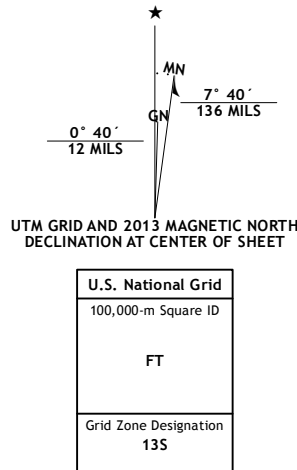 ★
MN
GN
7° 40´
136 MILS
0° 40´
12 MILS
UTM GRID AND 2013 MAGNETIC NORTH
DECLINATION AT CENTER OF SHEET
U.S. National Grid
100,000-m Square ID
FT
Grid Zone Designation
13S